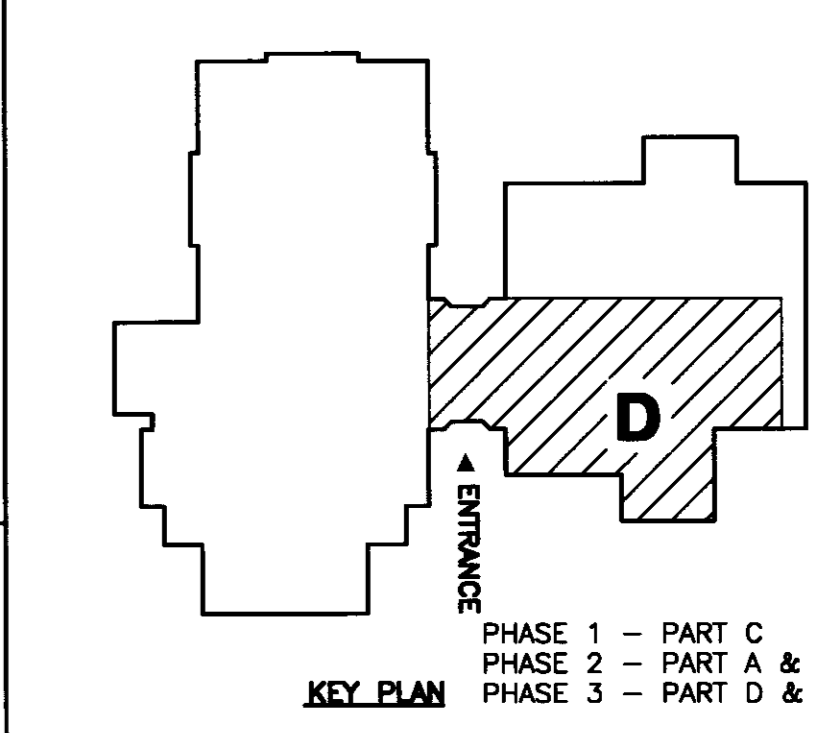 D
▲ ENTRANCE
PHASE 1 – PART C
PHASE 2 – PART A &
KEY PLAN PHASE 3 – PART D &